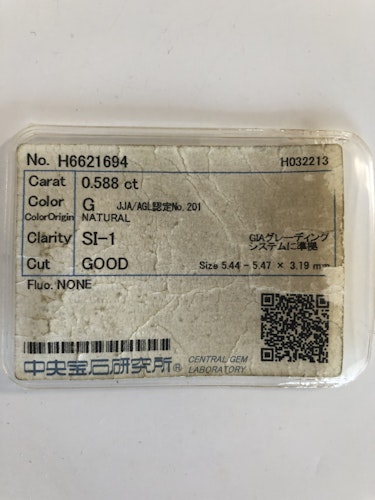 No. H6621694 H032213
Carat 0.588 ct
Color G JJA/AGL認定No.201
ColorOrigin NATURAL
Clarity SI-1 GIAグレーディング
システムに準拠
Cut GOOD Size 5.44 - 5.47 × 3.19 mm
Fluo. NONE
中央宝石研究所® CENTRAL GEM
LABORATORY